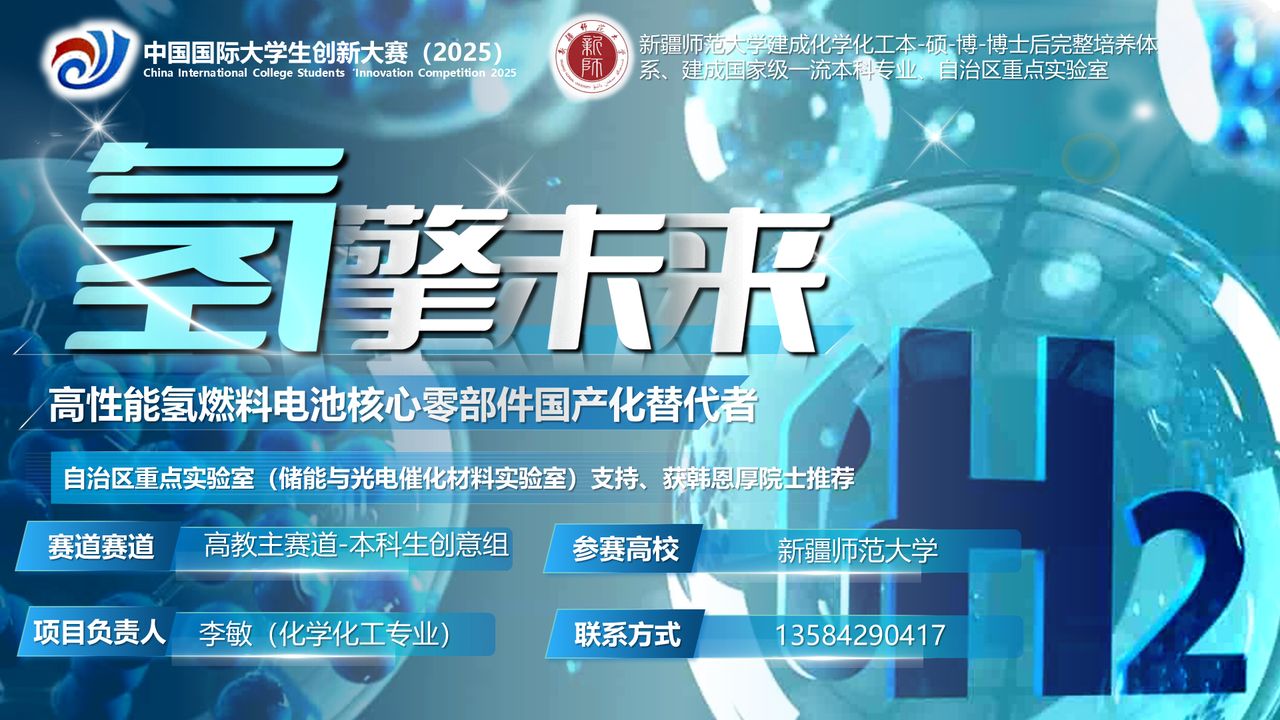 中国国际大学生创新大赛（2025）
China International College Students 'Innovation Competition 2025
新疆师范大学建成化学化工本-硕-博-博士后完整培养体
系、建成国家级一流本科专业、自治区重点实验室
新师
氢擎未来
高性能氢燃料电池核心零部件国产化替代者
自治区重点实验室（储能与光电催化材料实验室）支持、获韩恩厚院士推荐
赛道赛道
高教主赛道-本科生创意组
参赛高校
新疆师范大学
项目负责人
李敏（化学化工专业）
联系方式
13584290417
H2